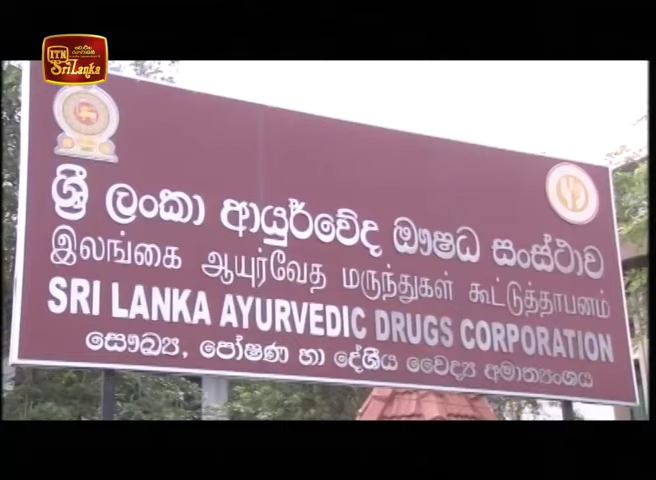 ITN
Sri Lanka
ශ්‍රී ලංකා ආයුර්වේද ඖෂධ සංස්ථාව
இலங்கை ஆயுர்வேத மருந்துகள் கூட்டுத்தாபனம்
SRI LANKA AYURVEDIC DRUGS CORPORATION
සෞඛ්‍ය, පෝෂණ හා දේශීය වෛද්‍ය අමාත්‍යංශය